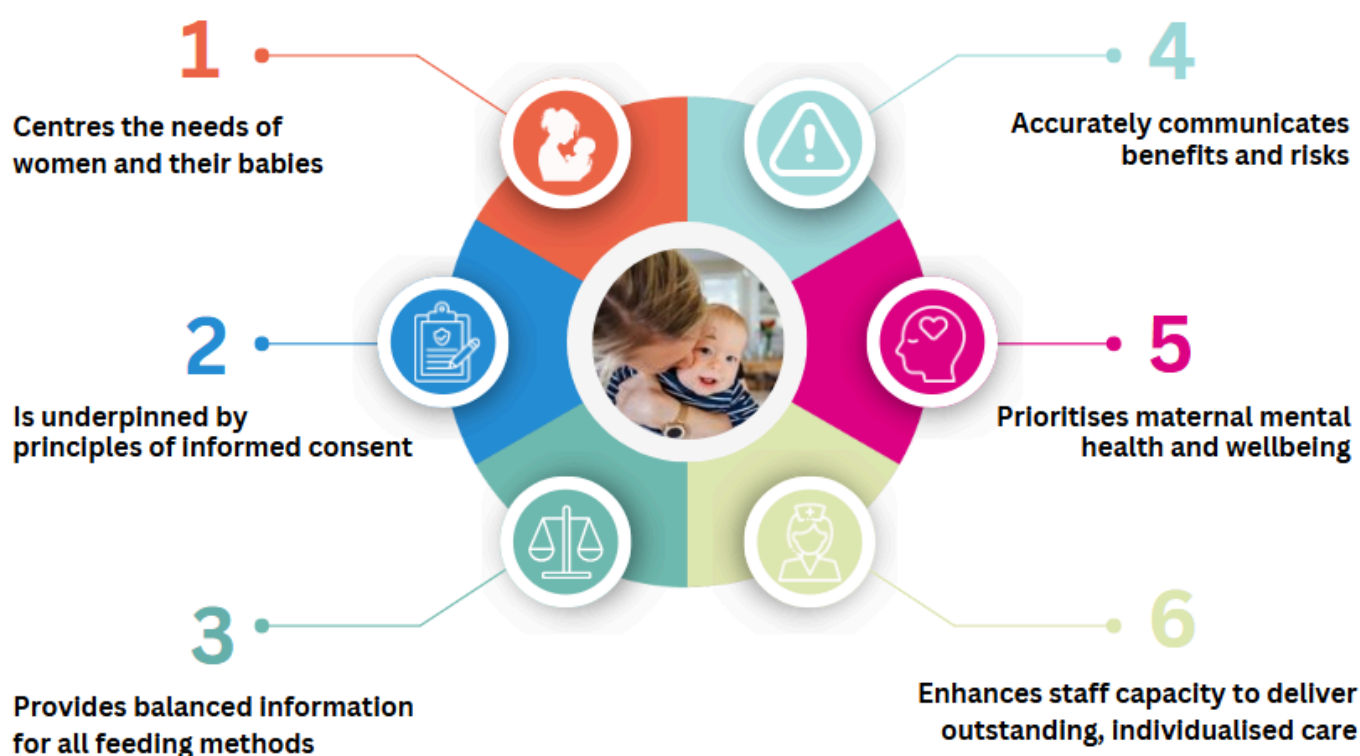 1
Centres the needs of
women and their babies
2
Is underpinned by
principles of informed consent
3
Provides balanced information
for all feeding methods
4
Accurately communicates
benefits and risks
5
Prioritises maternal mental
health and wellbeing
6
Enhances staff capacity to deliver
outstanding, individualised care